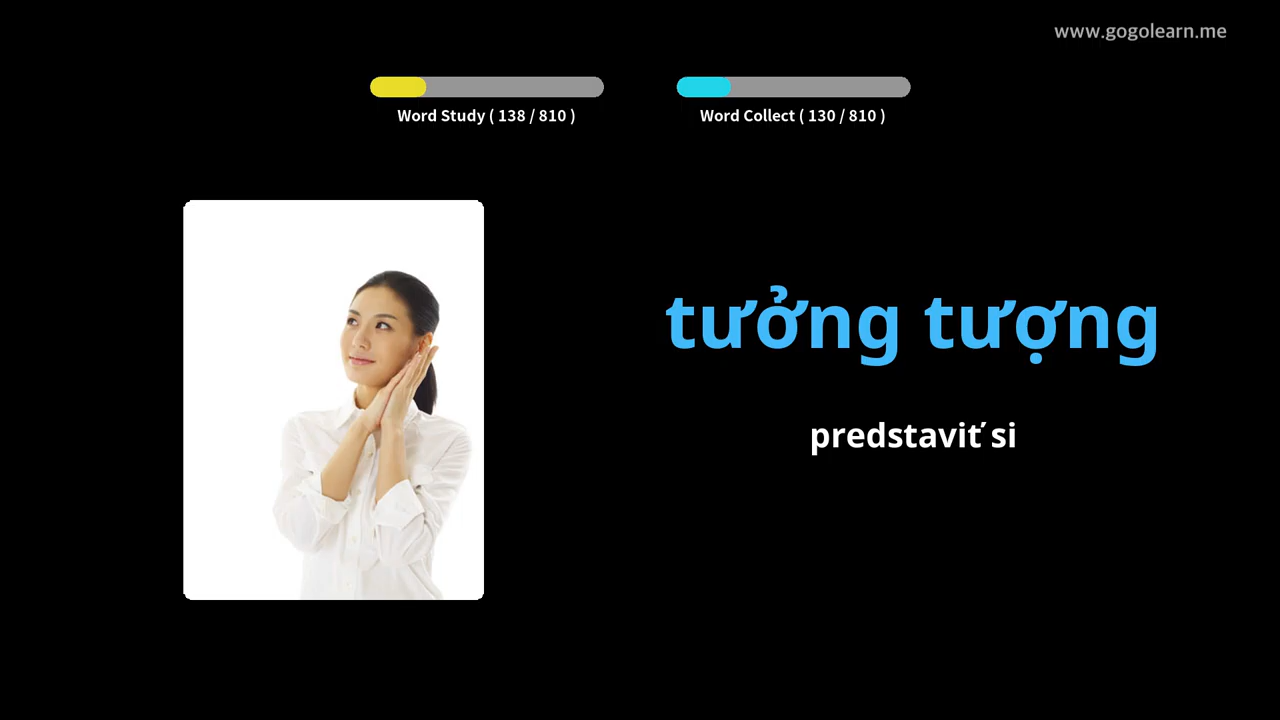 www.gogolearn.me
Word Study ( 138 / 810 )
Word Collect ( 130 / 810 )
tưởng tượng
predstaviť si